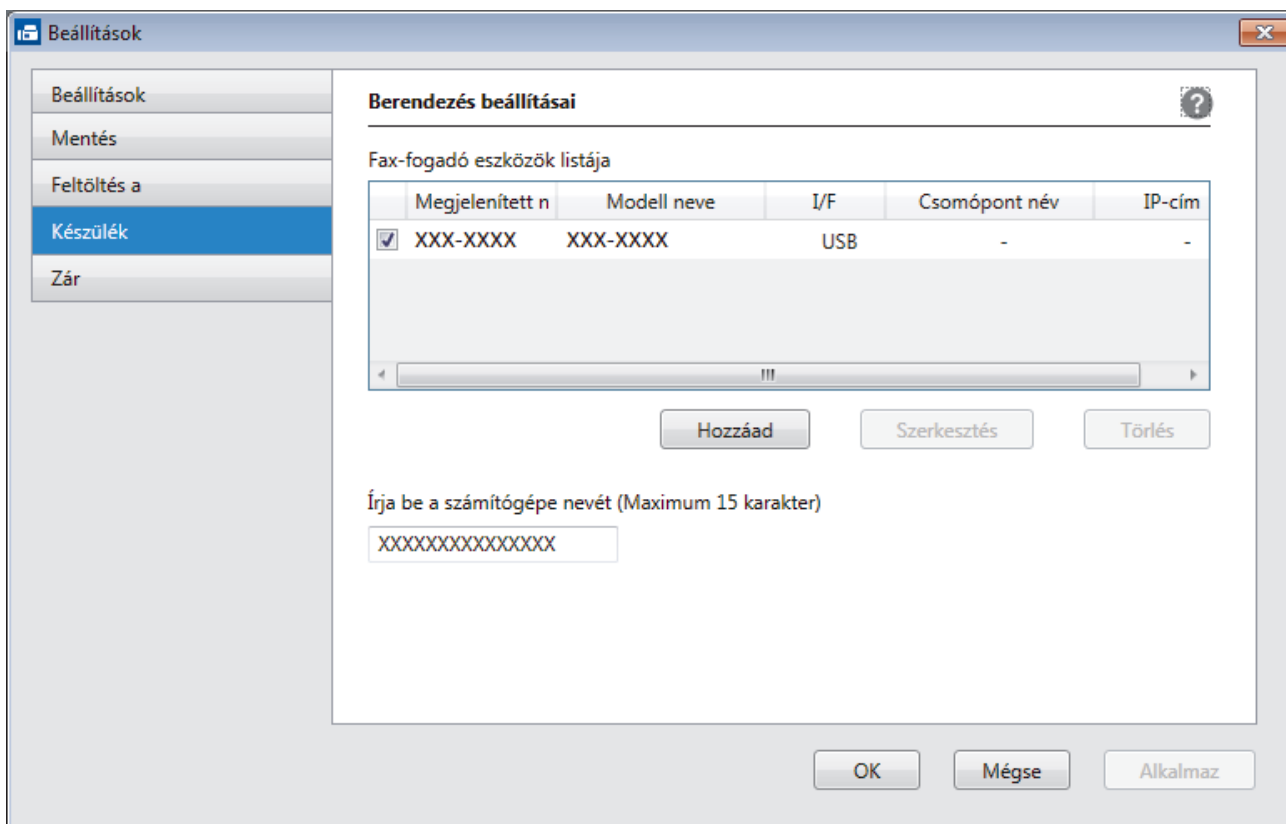 Beállítások
Beállítások
Mentés
Feltöltés a
Készülék
Zár
Berendezés beállításai
?
Fax-fogadó eszközök listája
Megjelenített n Modell neve I/F Csomópont név IP-cím
XXX-XXXX XXX-XXXX USB - -
Hozzáad Szerkesztés Törlés
Írja be a számítógépe nevét (Maximum 15 karakter)
XXXXXXXXXXXXXXX
OK Mégse Alkalmaz